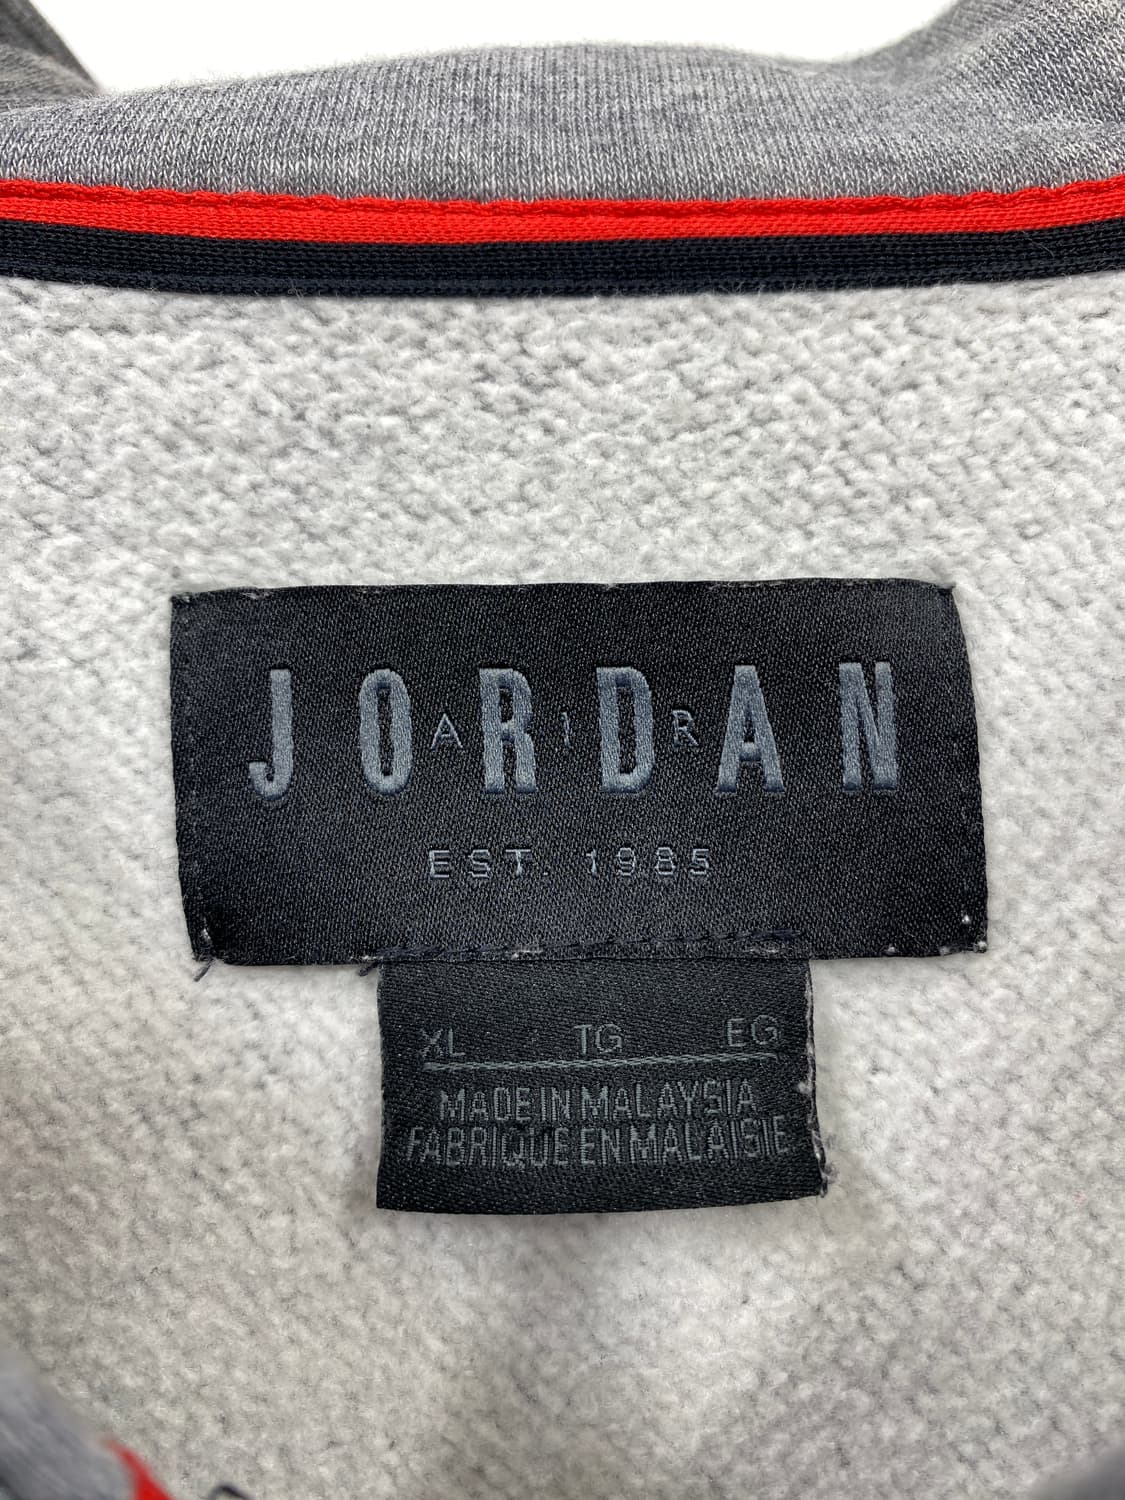 JORDAN
AIR
EST. 1985
XL TG EG
MADE IN MALAYSIA
FABRIQUE EN MALAISIE